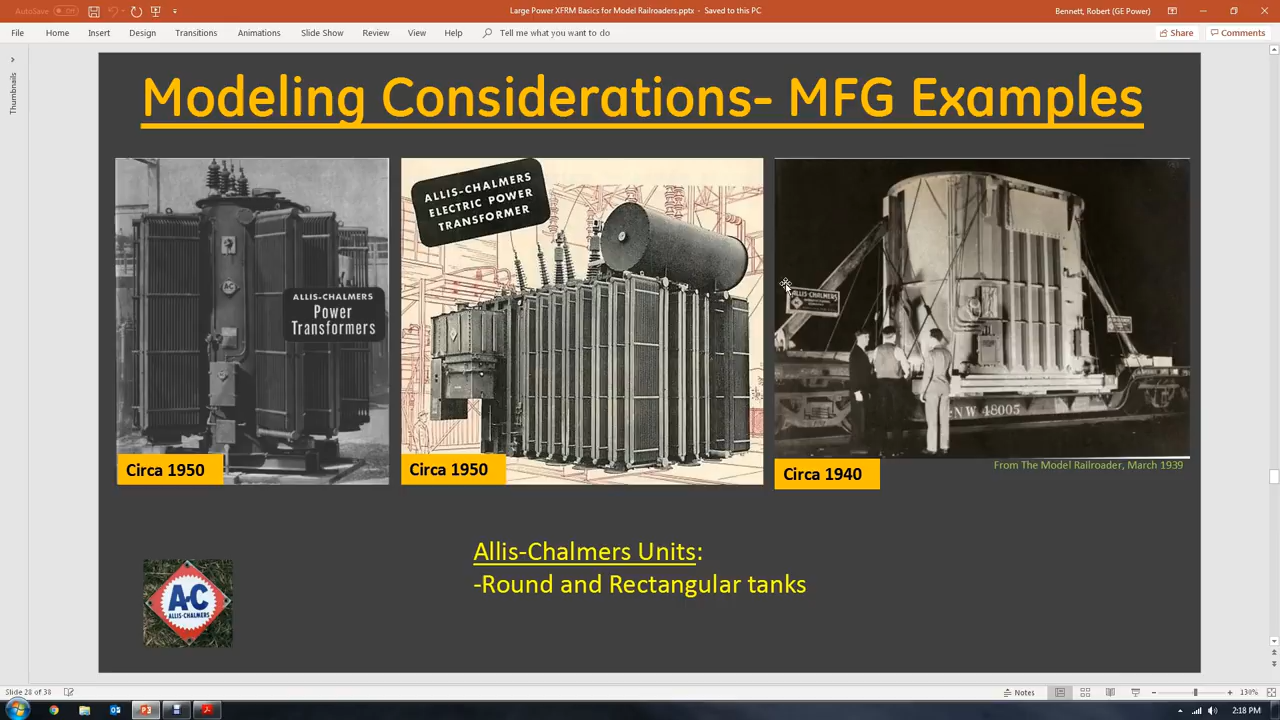 AutoSave
Off
Large Power XFRM Basics for Model Railroaders.pptx - Saved to this PC
Bennett, Robert (GE Power)
File
Home
Insert
Design
Transitions
Animations
Slide Show
Review
View
Help
Tell me what you want to do
Share
Comments
Thumbnails
Modeling Considerations- MFG Examples
ALLIS-CHALMERS
Power
Transformers
Circa 1950
ALLIS-CHALMERS
ELECTRIC POWER
TRANSFORMER
Circa 1950
ALLIS-CHALMERS
NW 48005
Circa 1940
From The Model Railroader, March 1939
Allis-Chalmers Units:
-Round and Rectangular tanks
A-C
ALLIS-CHALMERS
Slide 28 of 38
Notes
130%
2:18 PM